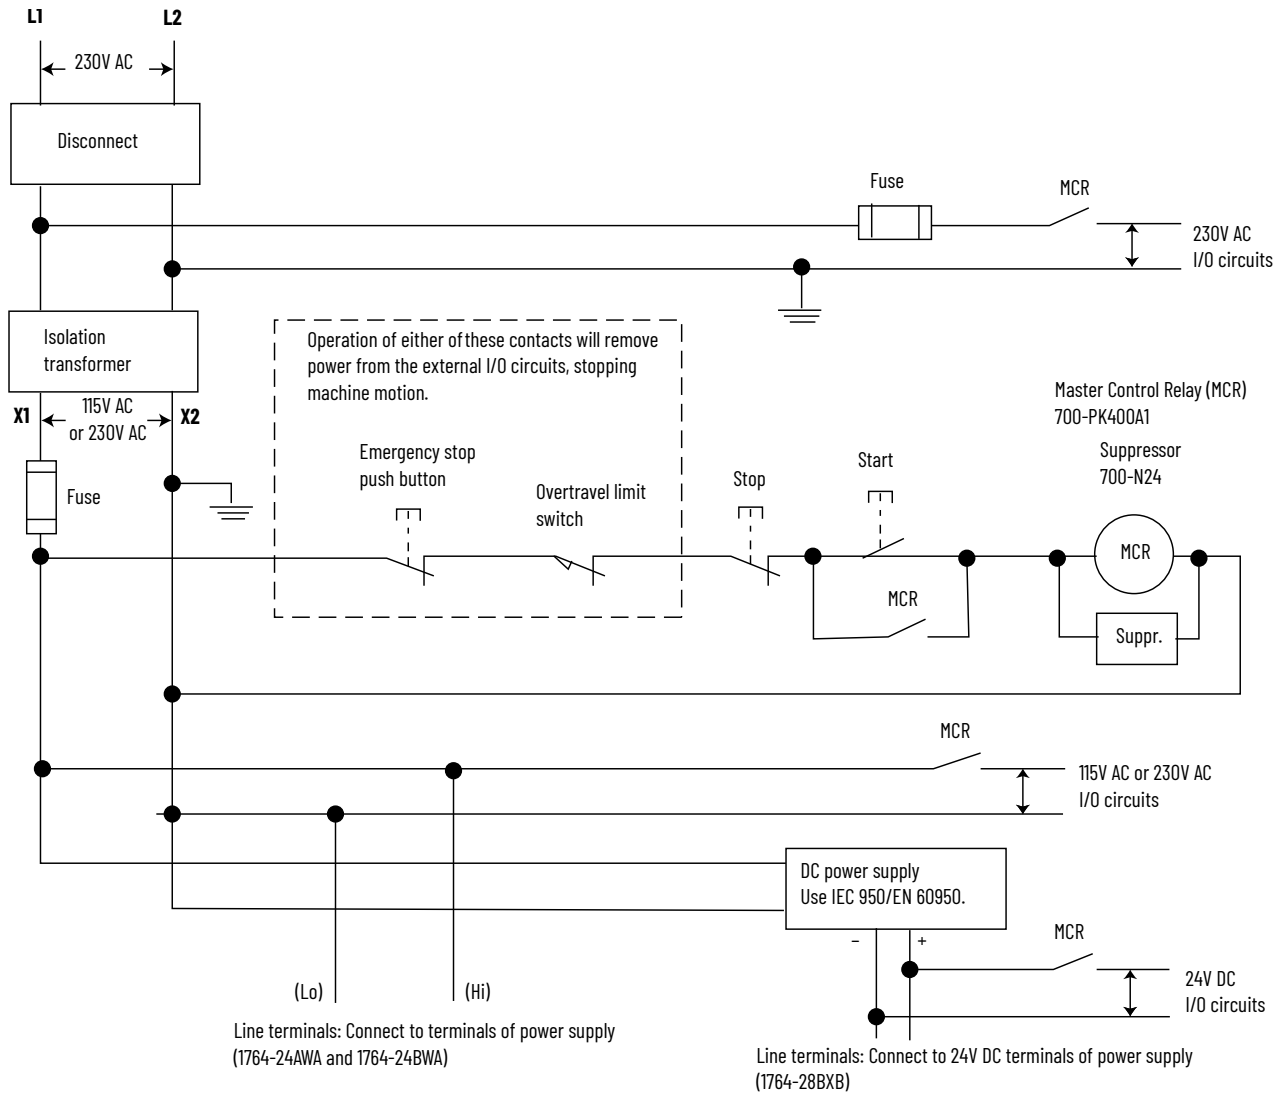 L1
L2
230V AC
Disconnect
Fuse
MCR
230V AC
I/O circuits
Isolation
transformer
Operation of either of these contacts will remove
power from the external I/O circuits, stopping
machine motion.
X1
115V AC
or 230V AC
X2
Master Control Relay (MCR)
700-PK400A1
Suppressor
700-N24
Emergency stop
push button
Overtravel limit
switch
Stop
Start
Fuse
MCR
MCR
Suppr.
MCR
115V AC or 230V AC
I/O circuits
DC power supply
Use IEC 950/EN 60950.
–
+
MCR
24V DC
I/O circuits
(Lo)
(Hi)
Line terminals: Connect to terminals of power supply
(1764-24AWA and 1764-24BWA)
Line terminals: Connect to 24V DC terminals of power supply
(1764-28BXB)